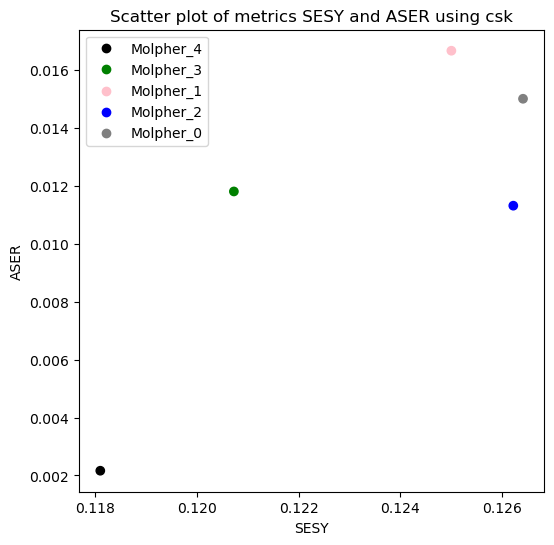 Scatter plot of metrics SESY and ASER using csk
Molpher_4
Molpher_3
Molpher_1
Molpher_2
Molpher_0
0.016
0.014
0.012
0.010
0.008
0.006
0.004
0.002
ASER
0.118
0.120
0.122
0.124
0.126
SESY